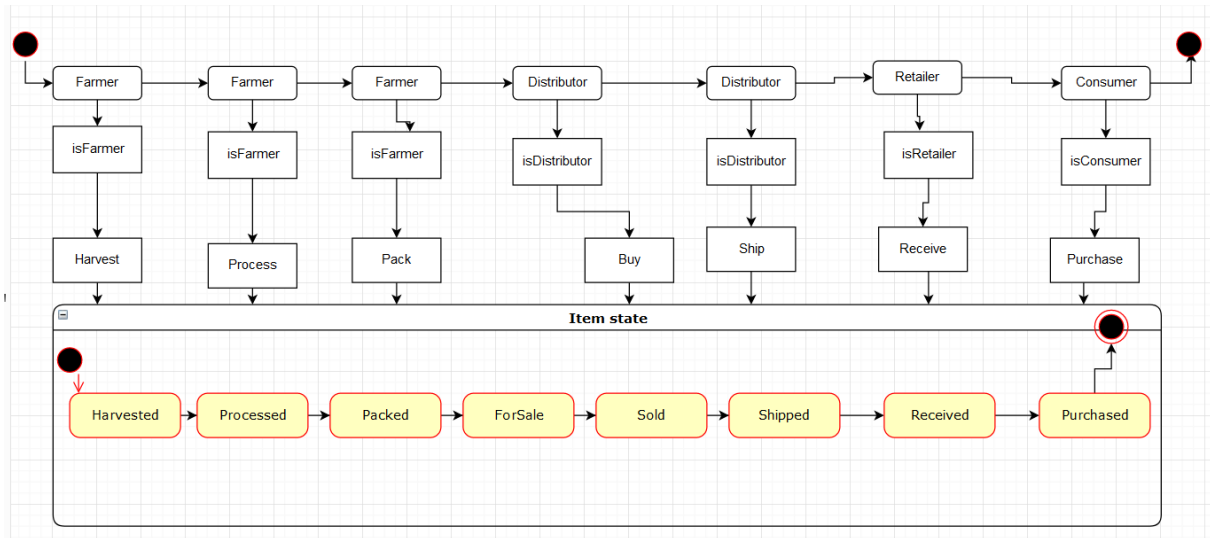 Farmer
Farmer
Farmer
Distributor
Distributor
Retailer
Consumer
isFarmer
isFarmer
isFarmer
isDistributor
isDistributor
isRetailer
isConsumer
Harvest
Process
Pack
Buy
Ship
Receive
Purchase
Item state
Harvested
Processed
Packed
ForSale
Sold
Shipped
Received
Purchased